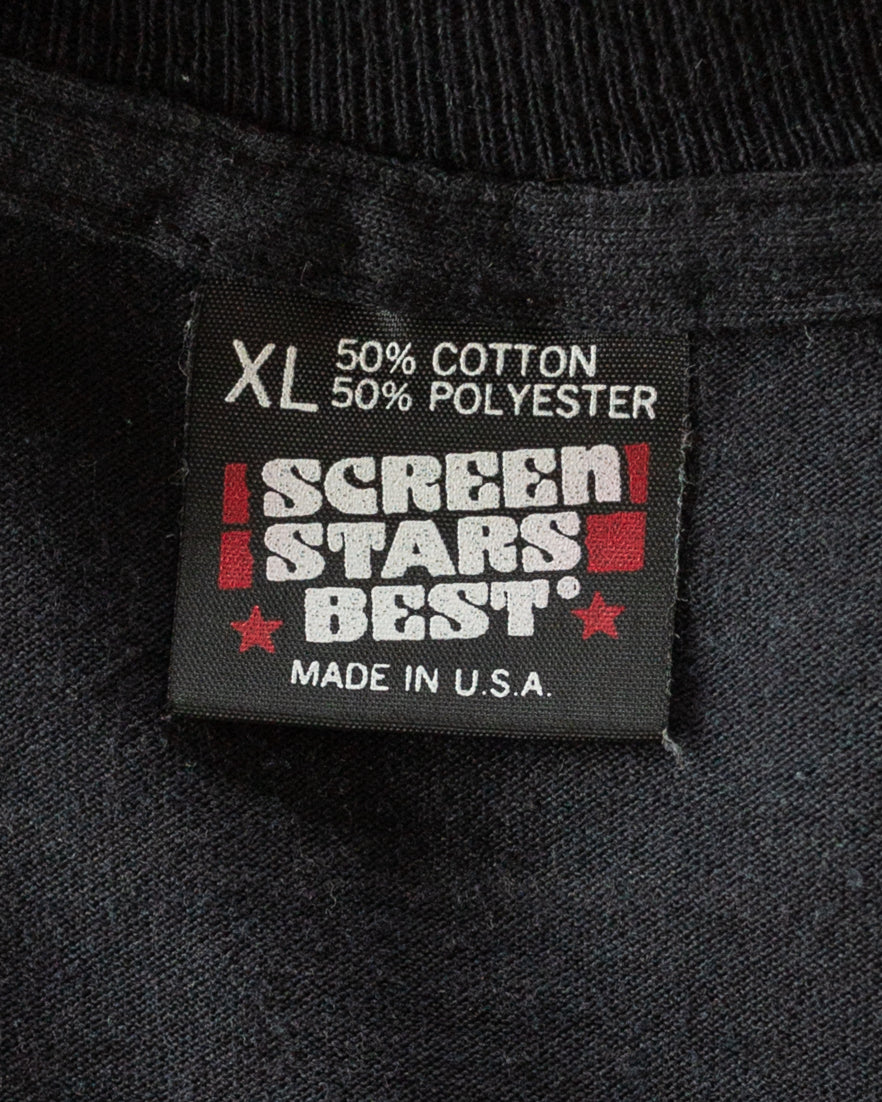 XL 50% COTTON
50% POLYESTER
SCREEN
STARS
BEST®
MADE IN U.S.A.